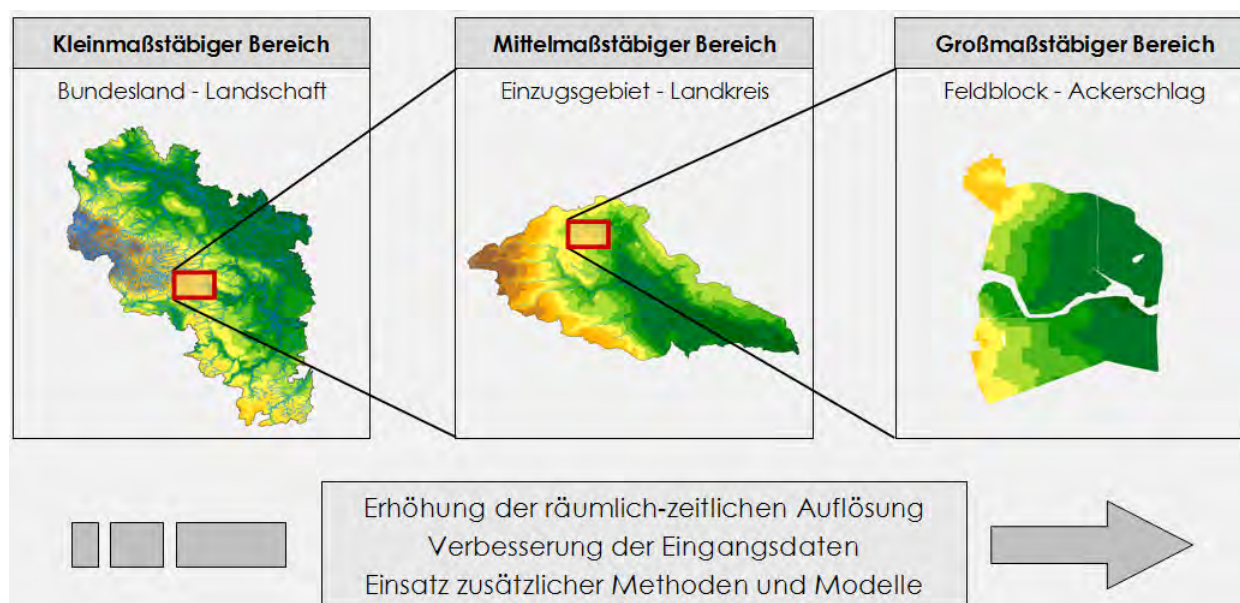 Kleinmaßstäbiger Bereich
Bundesland - Landschaft
Mittelmaßstäbiger Bereich
Einzugsgebiet - Landkreis
Großmaßstäbiger Bereich
Feldblock - Ackerschlag
Erhöhung der räumlich-zeitlichen Auflösung
Verbesserung der Eingangsdaten
Einsatz zusätzlicher Methoden und Modelle